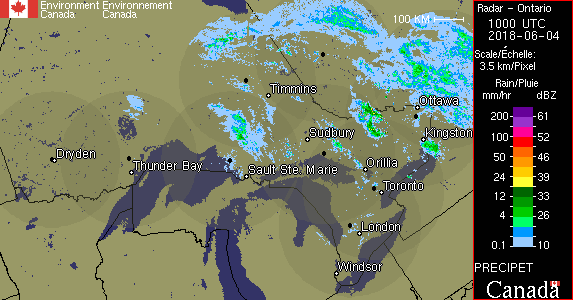 Environment Environnement
Canada Canada
100 KM
Timmins
Ottawa
Sudbury
Kingston
Dryden
Thunder Bay
Sault Ste. Marie
Orillia
Toronto
London
Windsor
Radar – Ontario
1000 UTC
2018-06-04
Scale/Échelle:
3.5 km/Pixel
Rain/Pluie
mm/hr dBZ
200 61
100 52
50 46
24 39
12 33
4 26
0.1 10
PRECIPET
Canada